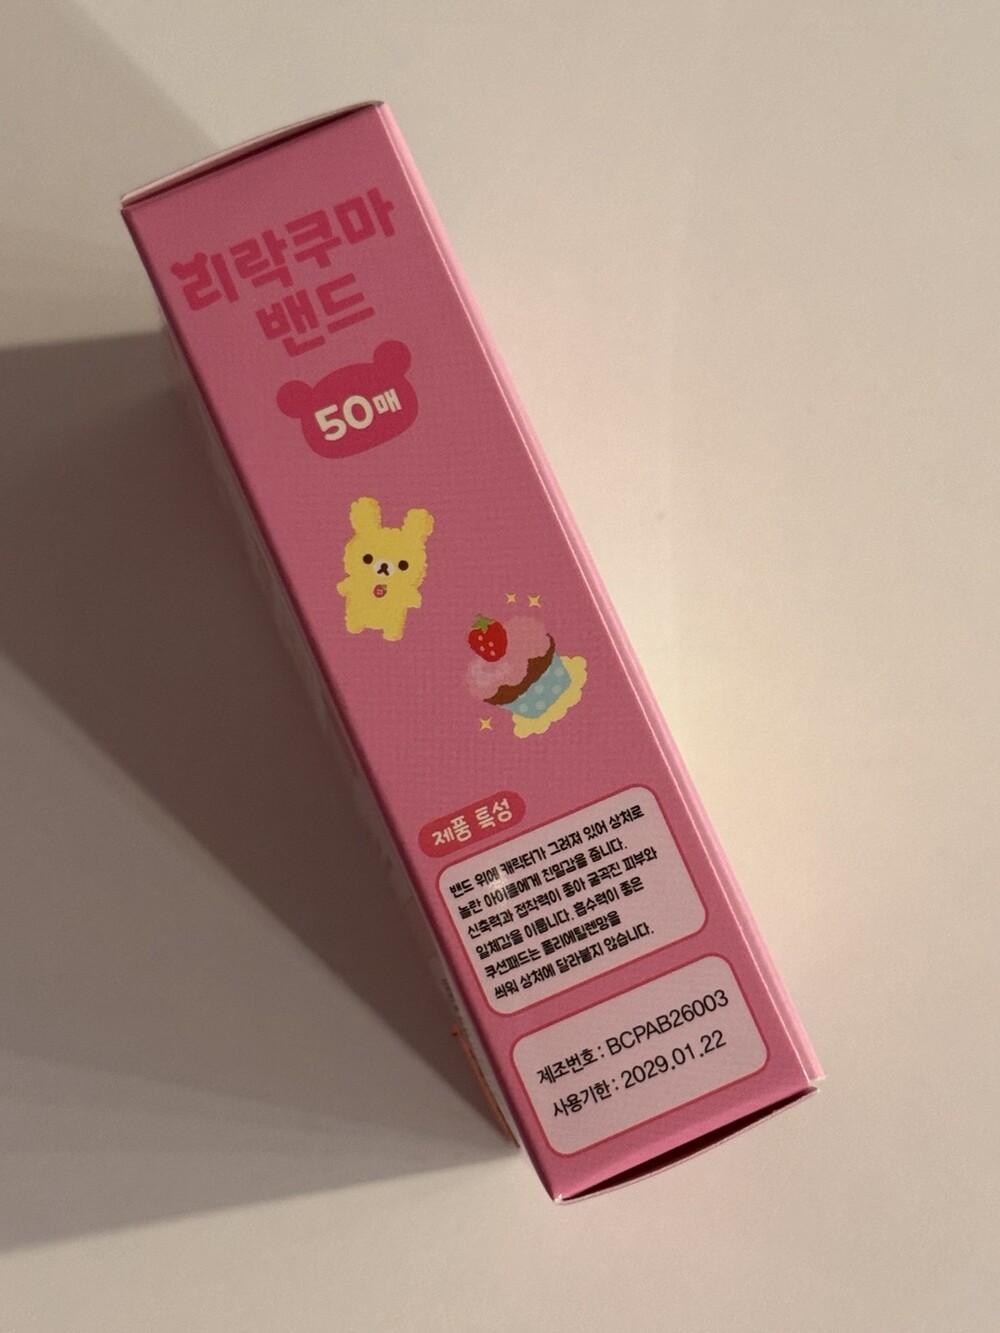 리락쿠마
밴드
50매
제품 특성
밴드 위에 캐릭터가 그려져 있어 상처로
놀란 아이들에게 친밀감을 줍니다.
신축력과 접착력이 좋아 굴곡진 피부와
일체감을 이룹니다. 흡수력이 좋은
쿠션패드는 폴리에틸렌망을
씌워 상처에 달라붙지 않습니다.
제조번호 : BCPAB26003
사용기한 : 2029.01.22